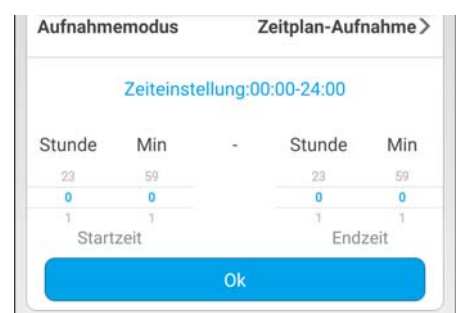 Aufnahmemodus Zeitplan-Aufnahme >
Zeiteinstellung:00:00-24:00
Stunde Min - Stunde Min
23 59 23 59
0 0 0 0
1 1 1 1
Startzeit Endzeit
Ok